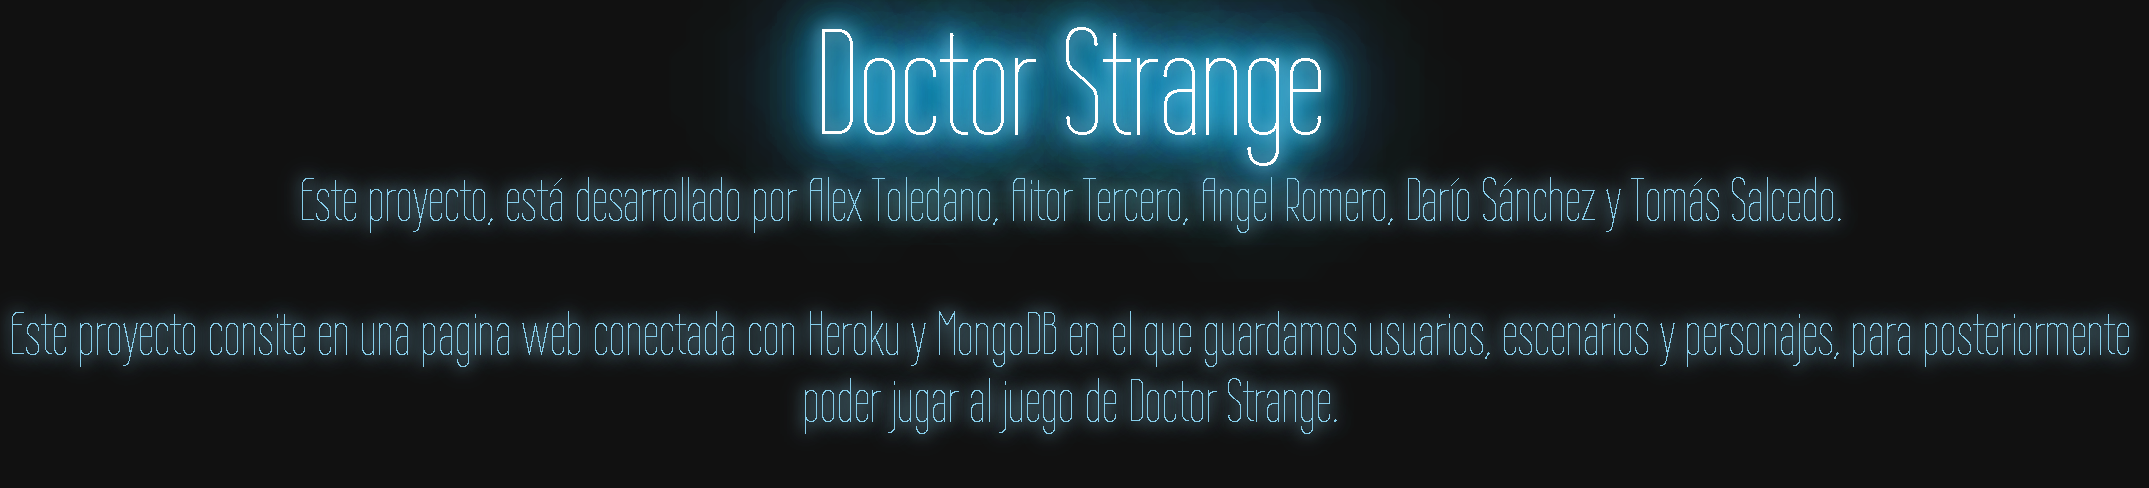 Doctor Strange
Este proyecto, está desarrollado por Alex Toledano, Aitor Tercero, Angel Romero, Darío Sánchez y Tomás Salcedo.
Este proyecto consite en una pagina web conectada con Heroku y MongoDB en el que guardamos usuarios, escenarios y personajes, para posteriormente
poder jugar al juego de Doctor Strange.